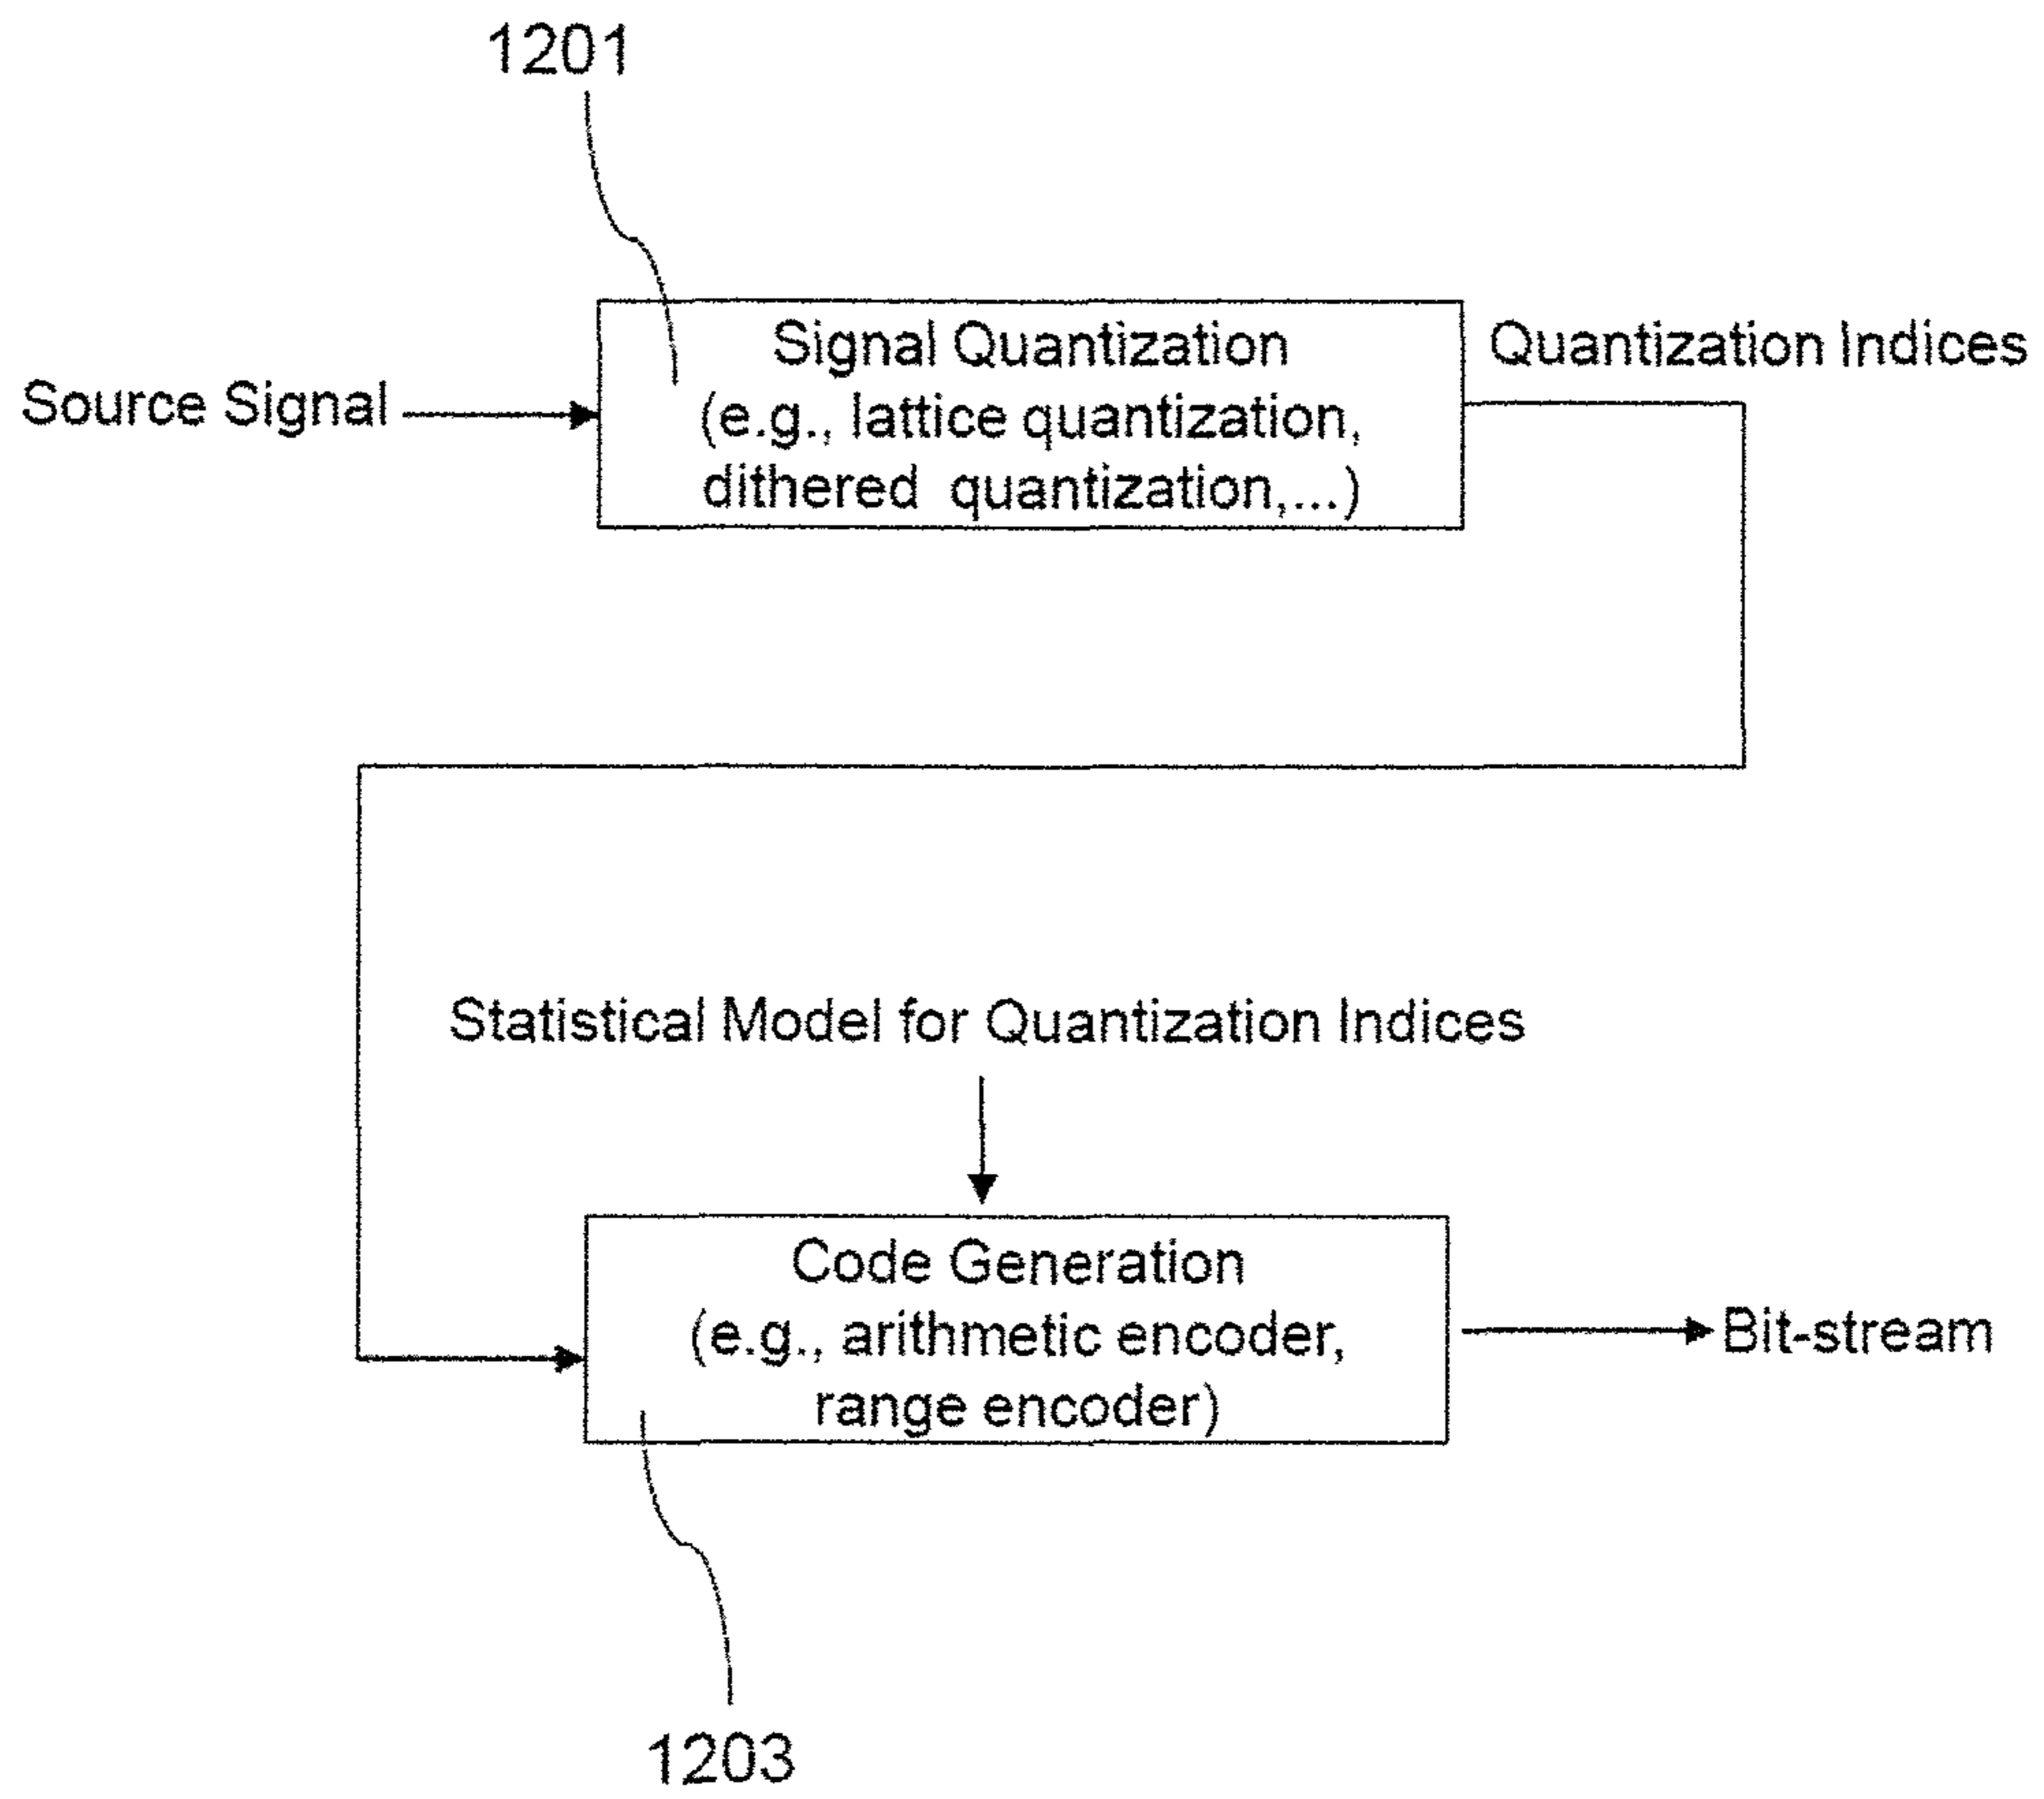 1201
Signal Quantization
Quantization Indices
Source Signal
(e.g., lattice quantization,
dithered quantization,...)
Statistical Model for Quantization Indices
Code Generation
(e.g., arithmetic encoder,
Bit-stream
range encoder)
1203